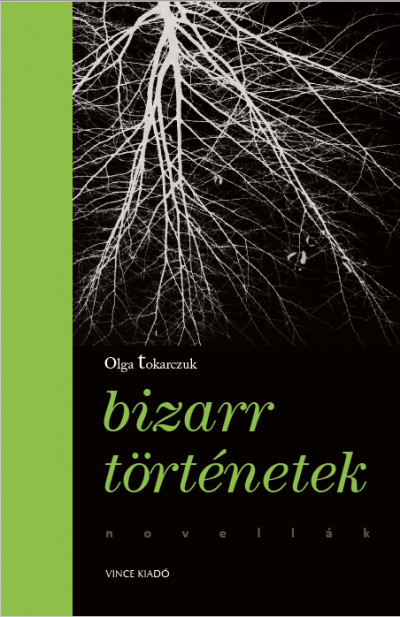 Olga tokarczuk
bizarr
történetek
novellák
VINCE KIADÓ